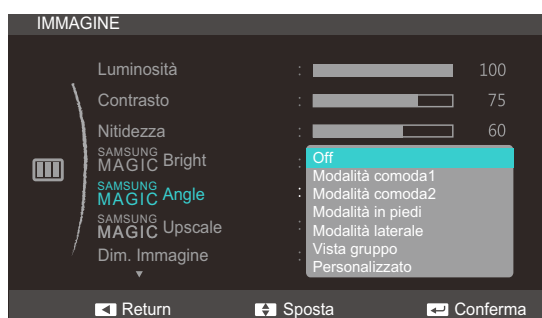 IMMAGINE
Luminosità : 100
Contrasto : 75
Nitidezza : 60
SAMSUNG MAGIC Bright :
SAMSUNG MAGIC Angle :
SAMSUNG MAGIC Upscale :
Dim. Immagine :
Off
Modalità comoda1
Modalità comoda2
Modalità in piedi
Modalità laterale
Vista gruppo
Personalizzato
Return Sposta Conferma